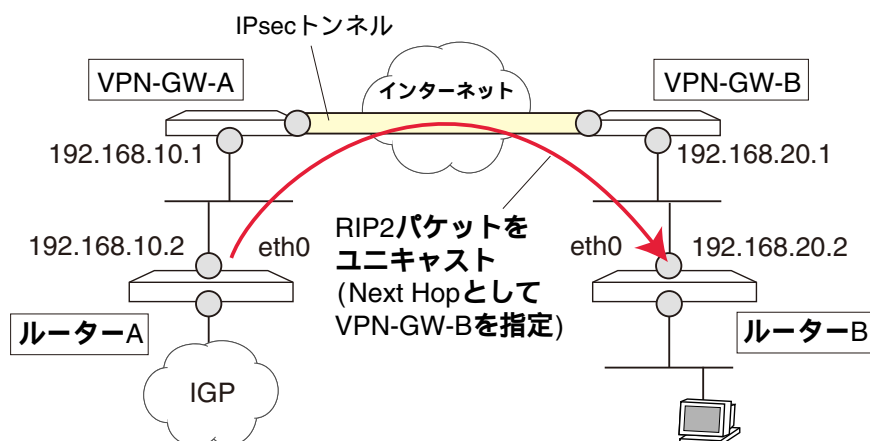 IPsecトンネル
VPN-GW-A
インターネット
VPN-GW-B
192.168.10.1
192.168.20.1
192.168.10.2
eth0
RIP2パケットを
ユニキャスト
(Next Hopとして
VPN-GW-Bを指定)
eth0
192.168.20.2
ルーターA
ルーターB
IGP